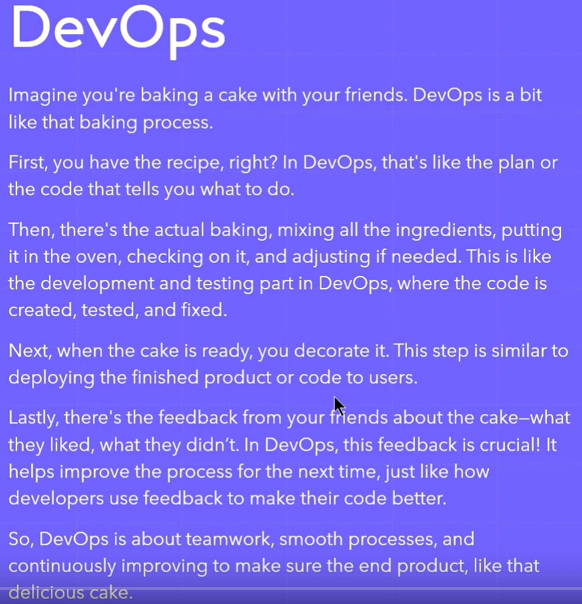 DevOps
Imagine you're baking a cake with your friends. DevOps is a bit
like that baking process.
First, you have the recipe, right? In DevOps, that's like the plan or
the code that tells you what to do.
Then, there's the actual baking, mixing all the ingredients, putting
it in the oven, checking on it, and adjusting if needed. This is like
the development and testing part in DevOps, where the code is
created, tested, and fixed.
Next, when the cake is ready, you decorate it. This step is similar to
deploying the finished product or code to users.
Lastly, there's the feedback from your friends about the cake—what
they liked, what they didn’t. In DevOps, this feedback is crucial! It
helps improve the process for the next time, just like how
developers use feedback to make their code better.
So, DevOps is about teamwork, smooth processes, and
continuously improving to make sure the end product, like that
delicious cake.